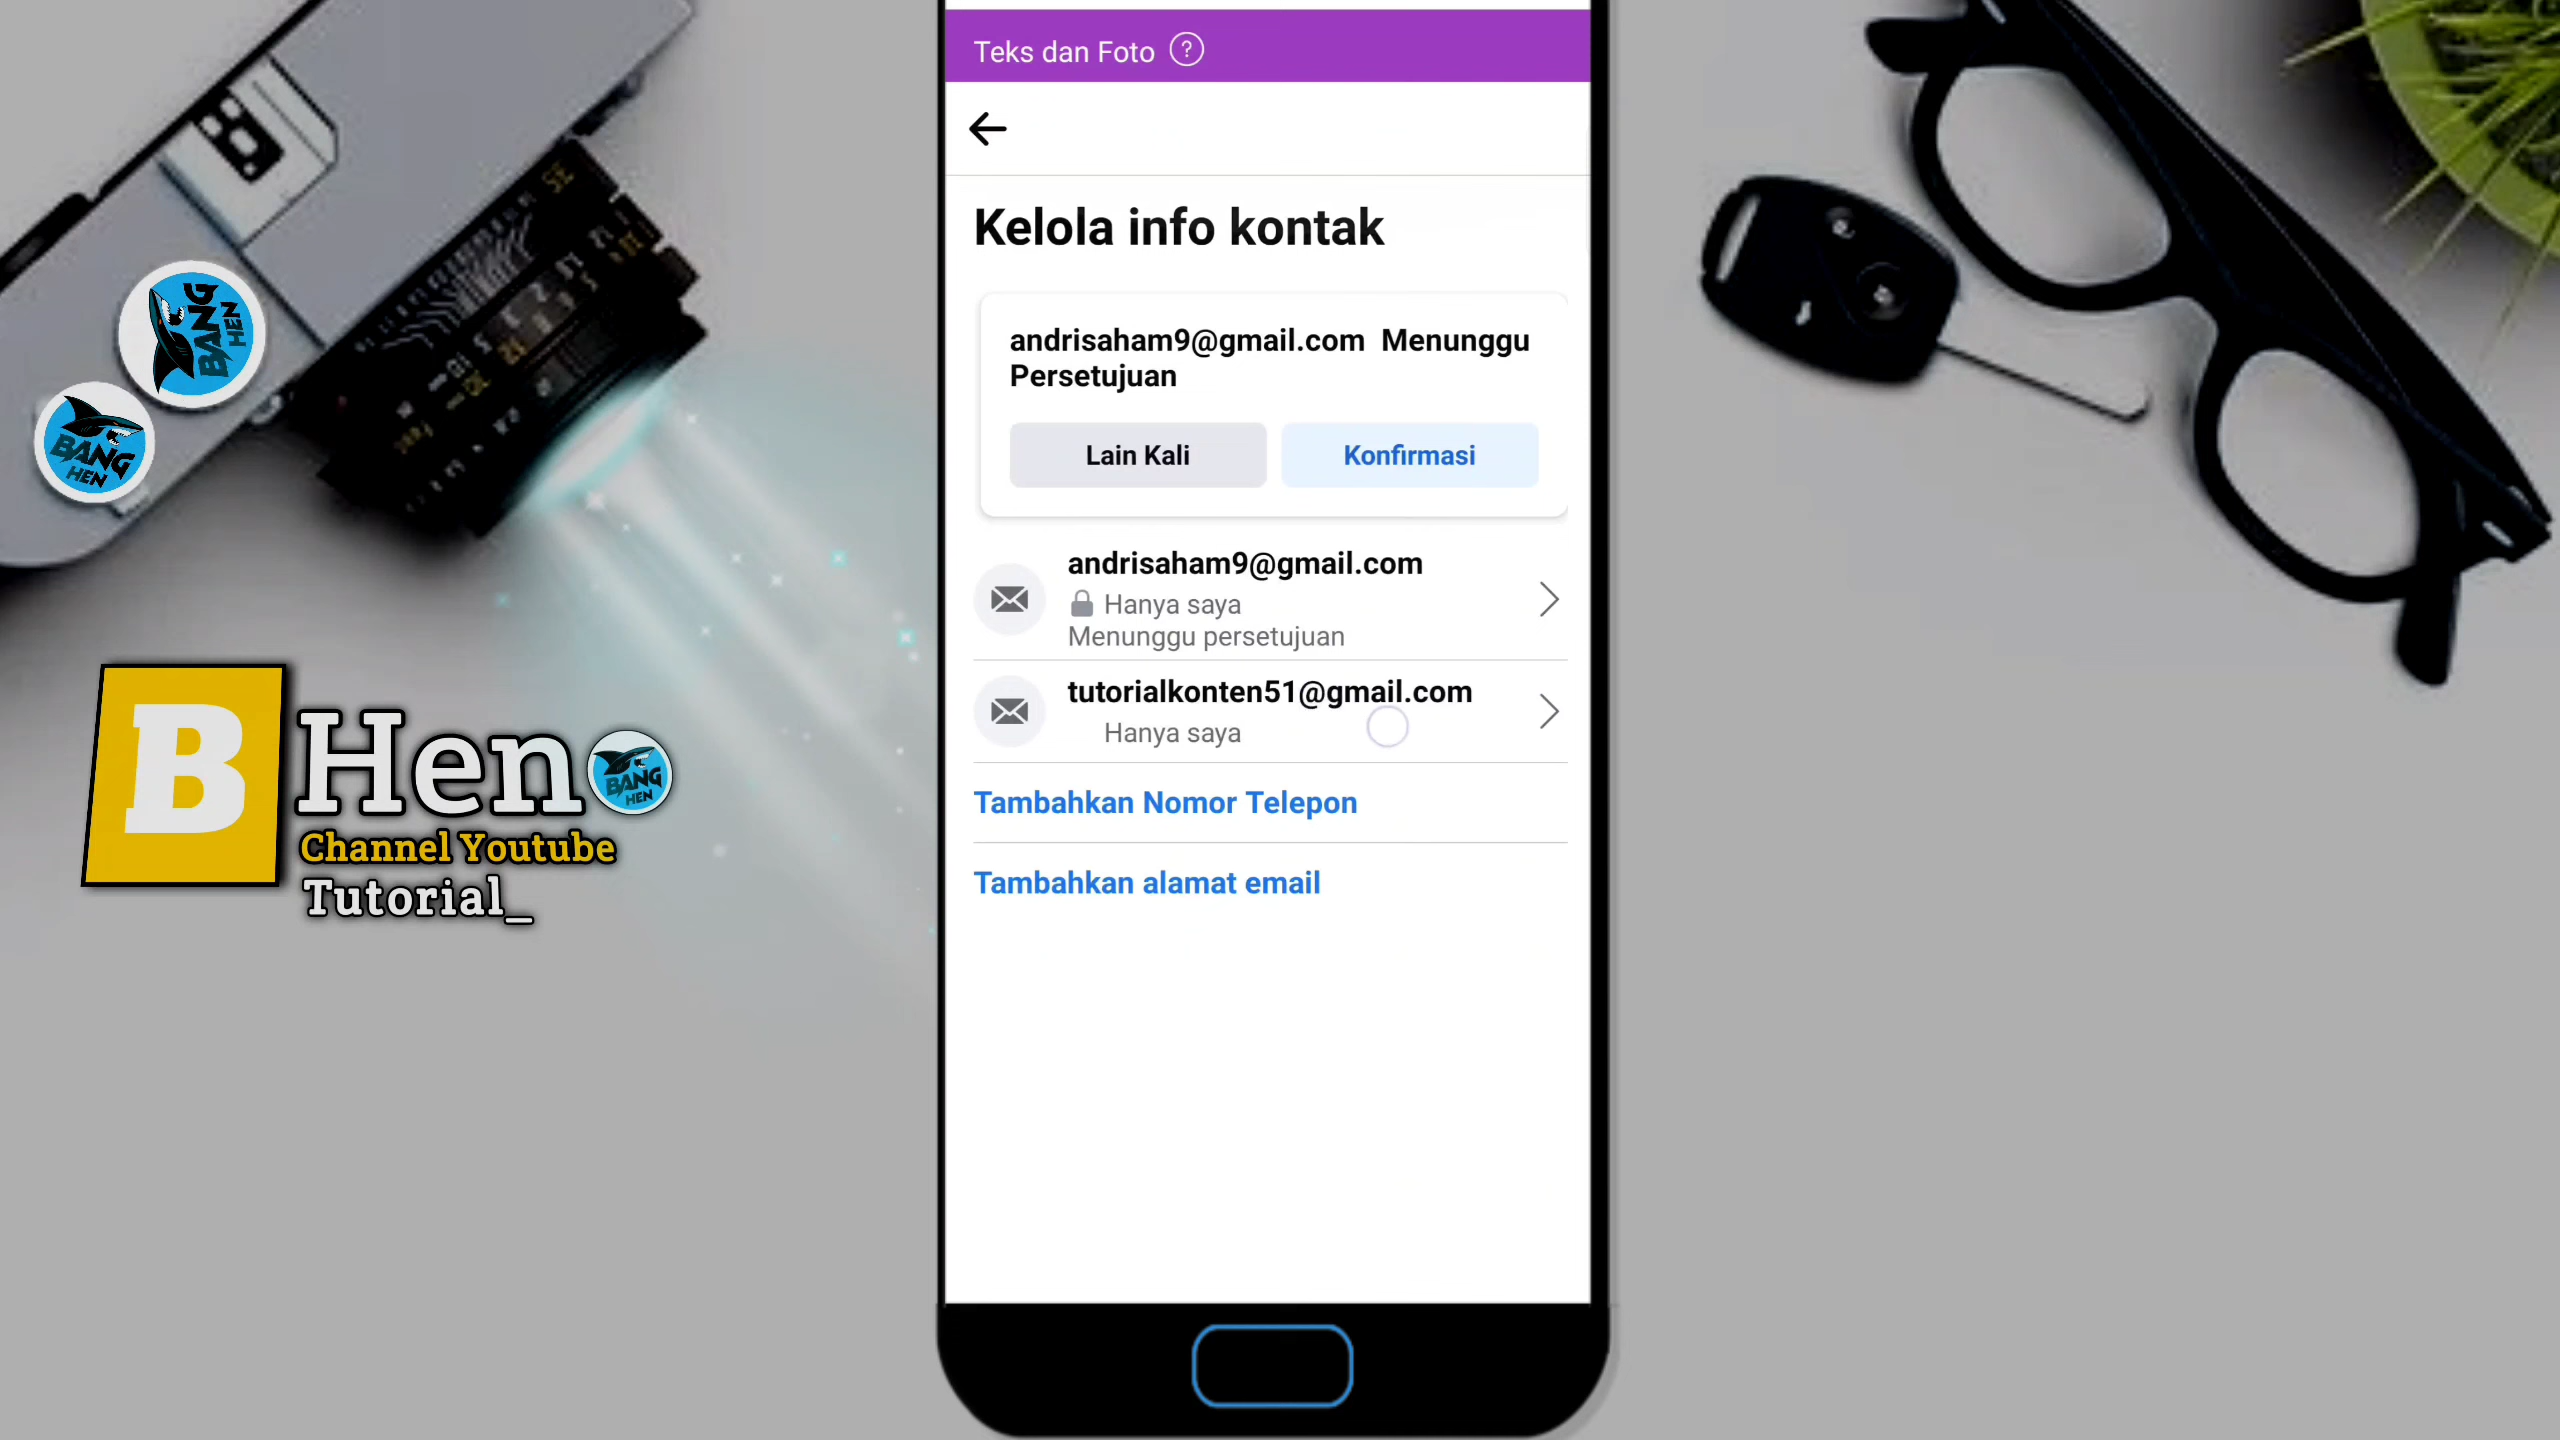 Teks dan Foto ?
Kelola info kontak
andrisaham9@gmail.com Menunggu
Persetujuan
Lain Kali
Konfirmasi
andrisaham9@gmail.com
Hanya saya
Menunggu persetujuan
tutorialkonten51@gmail.com
Hanya saya
Tambahkan Nomor Telepon
Tambahkan alamat email
BANG
HEN
BANG
HEN
B Hen
BANG
HEN
Channel Youtube
Tutorial_